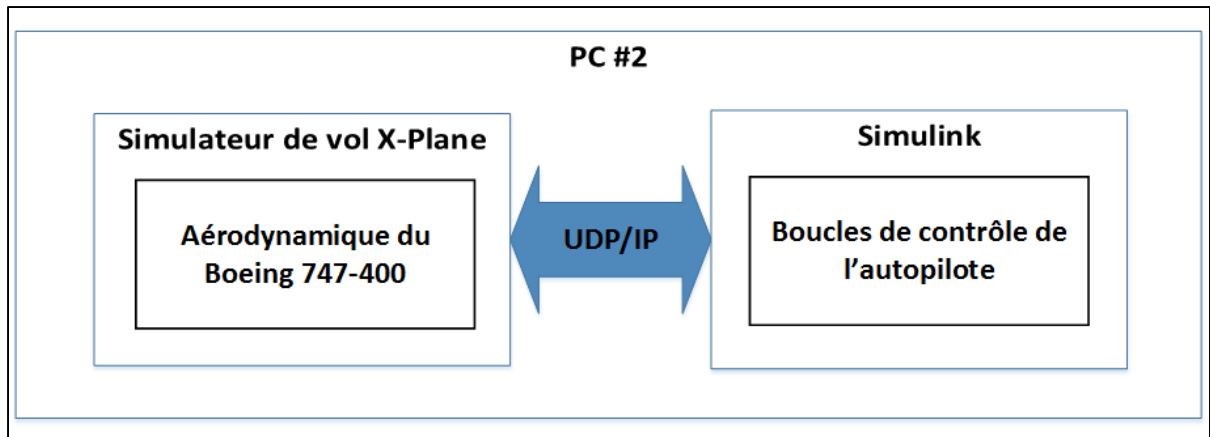 PC #2
Simulateur de vol X-Plane
Aérodynamique du
Boeing 747-400
UDP/IP
Simulink
Boucles de contrôle de
l’autopilote